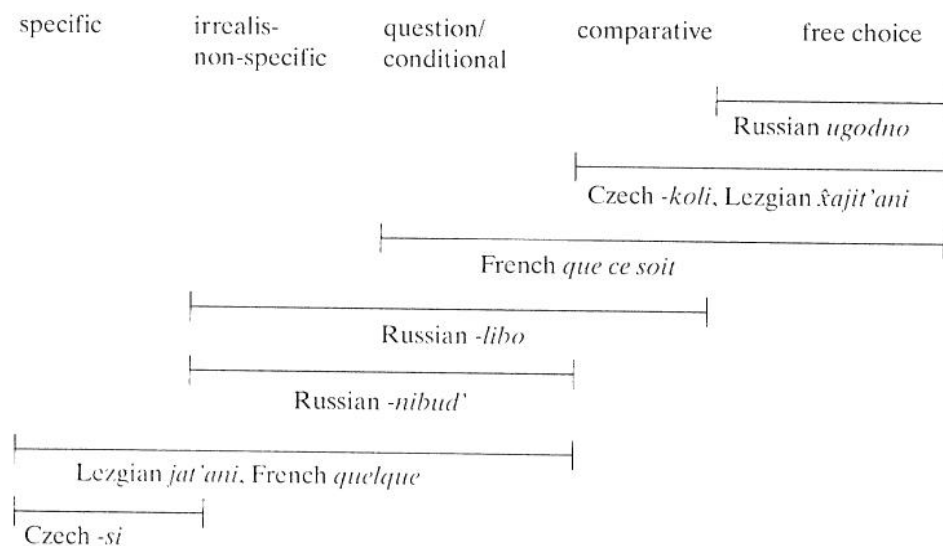 specific irrealis- question/ comparative free choice
non-specific conditional
Russian ugodno
Czech -koli, Lezgian x̂ajit'ani
French que ce soit
Russian -libo
Russian -nibud'
Lezgian jat'ani, French quelque
Czech -si